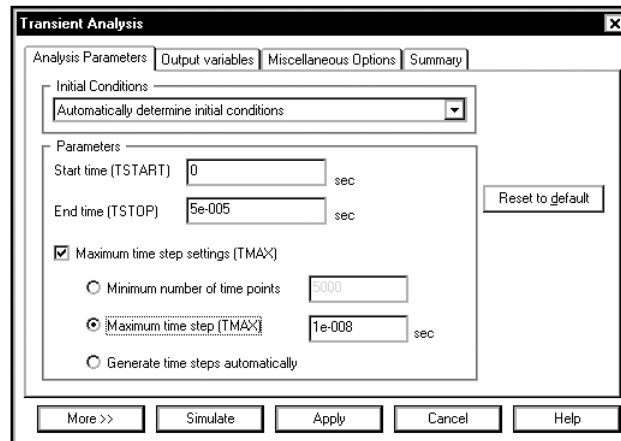 Transient Analysis
Analysis Parameters Output variables Miscellaneous Options Summary
Initial Conditions
Automatically determine initial conditions
Parameters
Start time (TSTART) 0 sec
End time (TSTOP) 5e-005 sec
Reset to default
Maximum time step settings (TMAX)
Minimum number of time points 5000
Maximum time step (TMAX) 1e-008 sec
Generate time steps automatically
More >> Simulate Apply Cancel Help